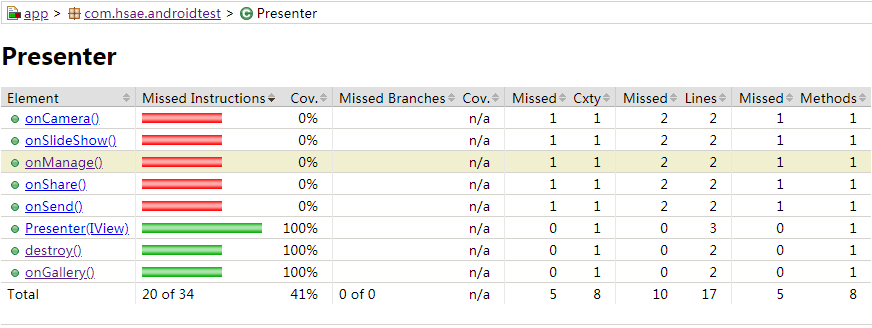 app > com.hsae.androidtest > Presenter
Presenter
Element Missed Instructions Cov. Missed Branches Cov. Missed Cxty Missed Lines Missed Methods
onCamera() 0% n/a 1 1 2 2 1 1
onSlideShow() 0% n/a 1 1 2 2 1 1
onManage() 0% n/a 1 1 2 2 1 1
onShare() 0% n/a 1 1 2 2 1 1
onSend() 0% n/a 1 1 2 2 1 1
Presenter(IView) 100% n/a 0 1 0 3 0 1
destroy() 100% n/a 0 1 0 2 0 1
onGallery() 100% n/a 0 1 0 2 0 1
Total 20 of 34 41% 0 of 0 n/a 5 8 10 17 5 8